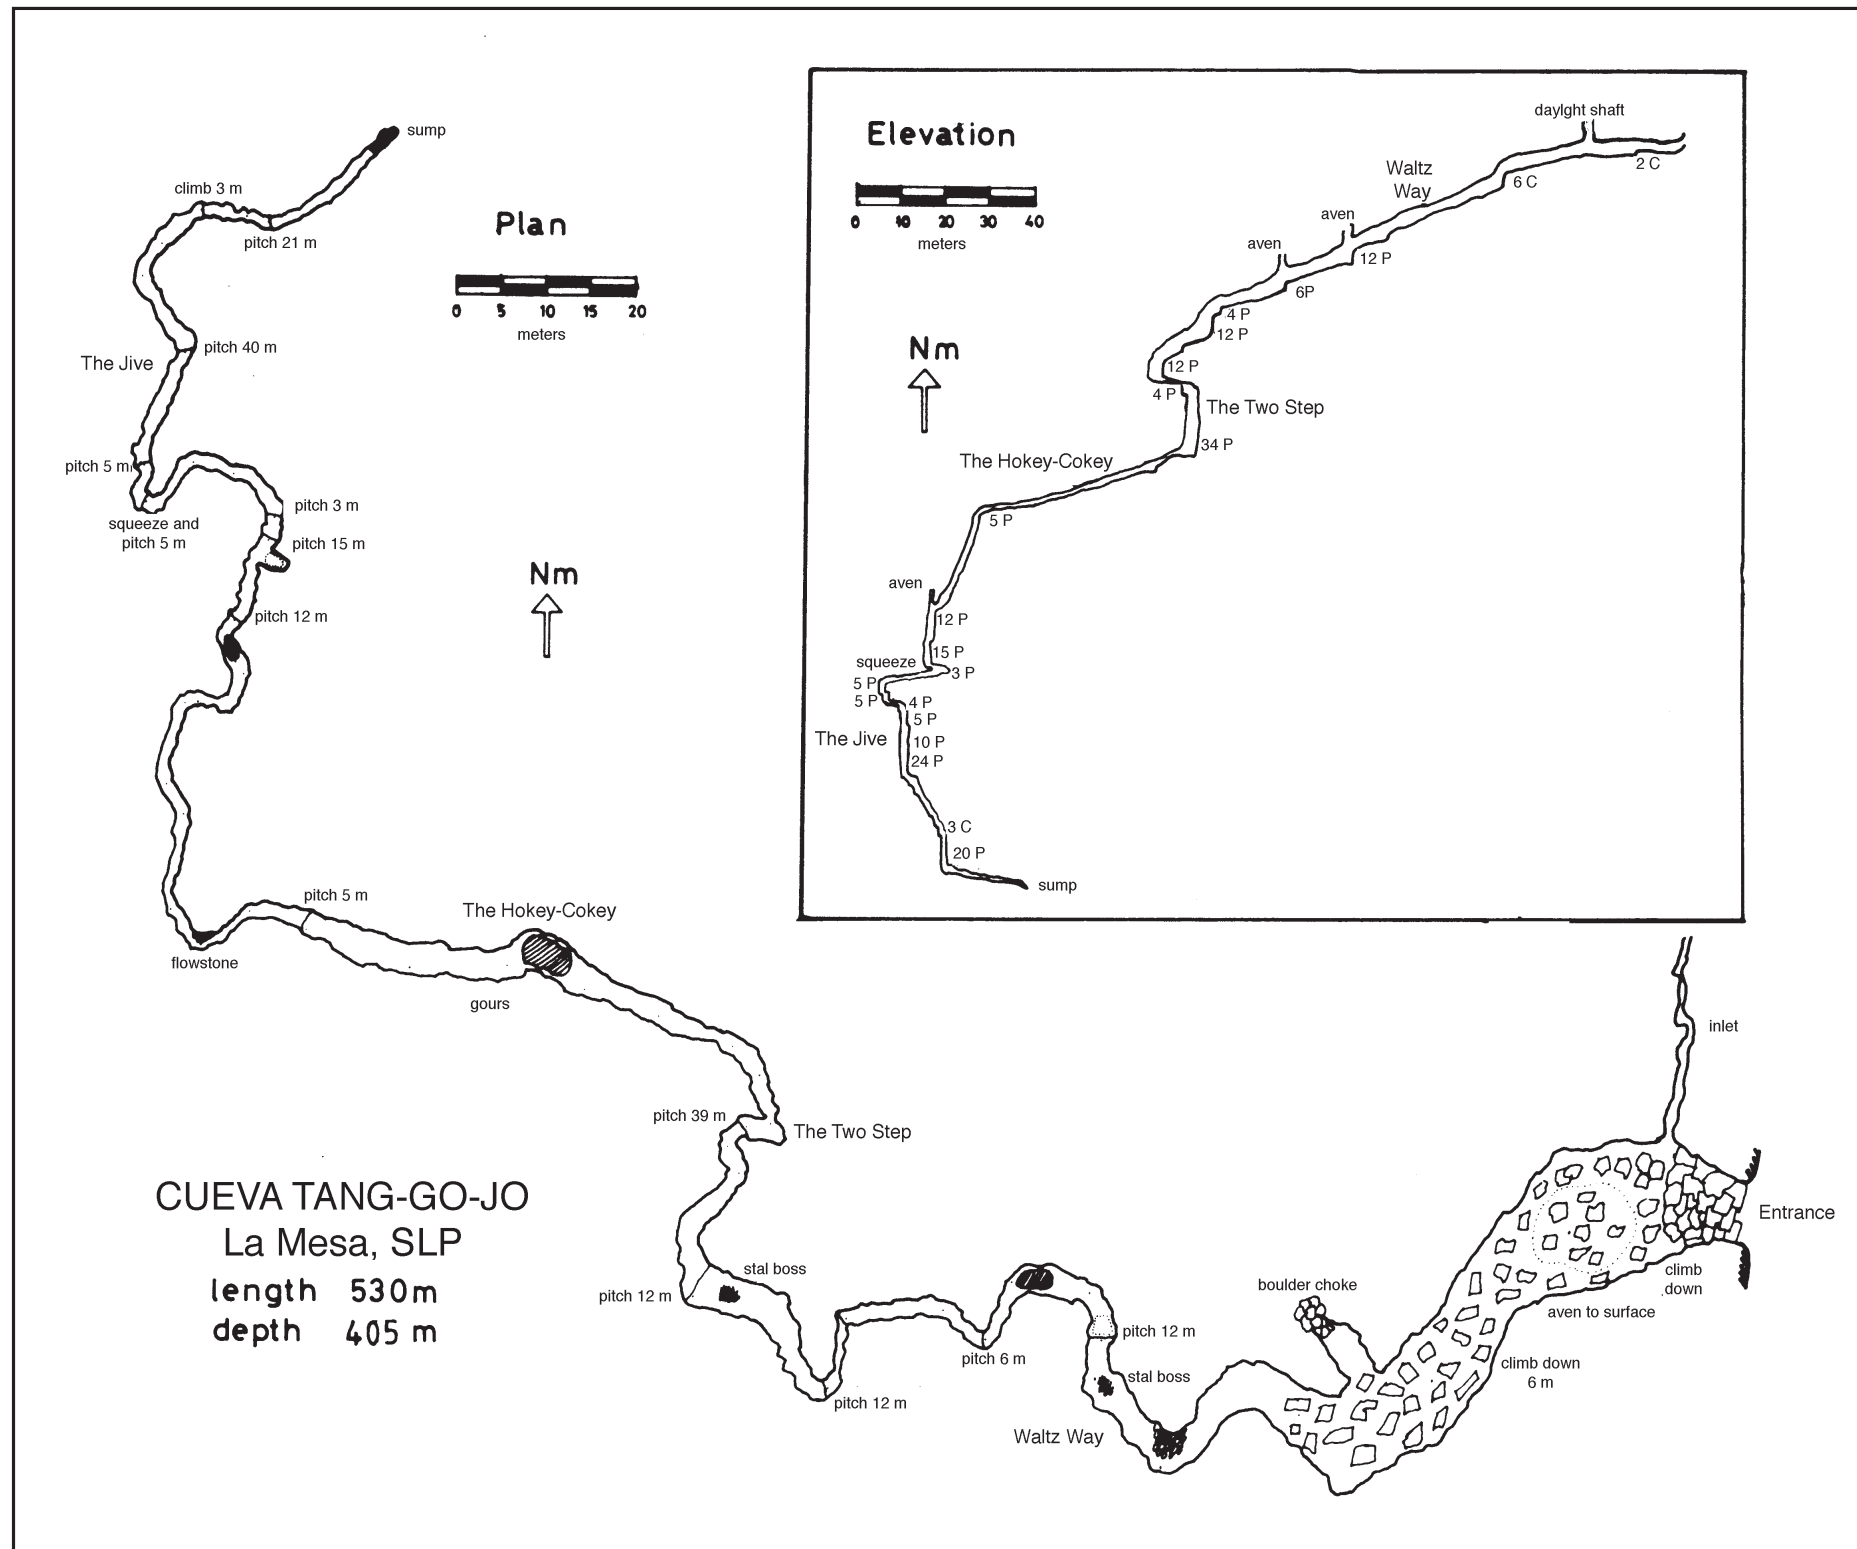 sump
climb 3 m
pitch 21 m
Plan
0 5 10 15 20
meters
pitch 40 m
The Jive
pitch 5 m
squeeze and
pitch 5 m
pitch 3 m
pitch 15 m
pitch 12 m
Nm
pitch 5 m
The Hokey-Cokey
flowstone
gours
pitch 39 m
The Two Step
CUEVA TANG-GO-JO
La Mesa, SLP
length 530m
depth 405 m
pitch 12 m
stal boss
pitch 12 m
pitch 6 m
pitch 12 m
stal boss
Waltz Way
boulder choke
climb down
6 m
aven to surface
climb
down
Entrance
inlet
Elevation
0 10 20 30 40
meters
Nm
daylght shaft
2 C
6 C
Waltz
Way
aven
12 P
aven
6P
4 P
12 P
12 P
4 P
The Two Step
34 P
The Hokey-Cokey
5 P
aven
12 P
15 P
squeeze
3 P
5 P
5 P
4 P
5 P
The Jive
10 P
24 P
3 C
20 P
sump